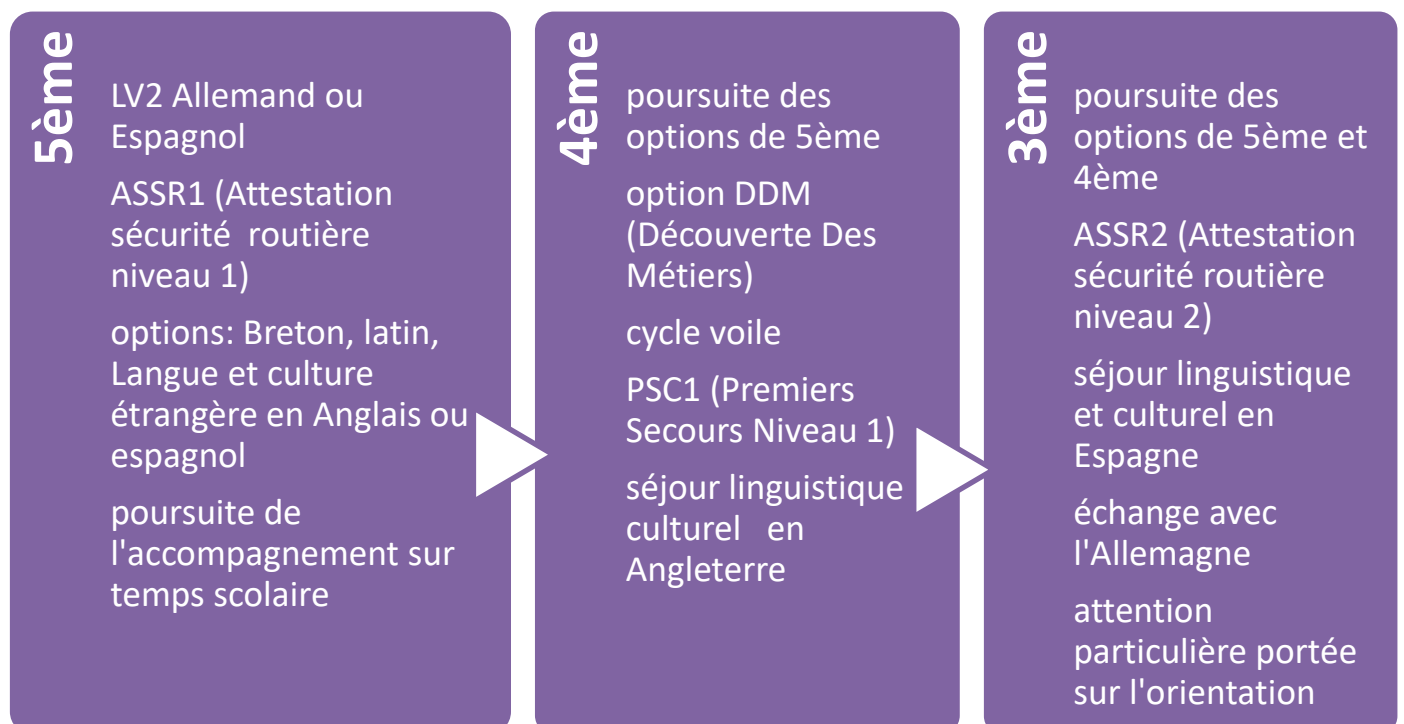 5ème
LV2 Allemand ou
Espagnol
ASSR1 (Attestation
sécurité routière
niveau 1)
options: Breton, latin,
Langue et culture
étrangère en Anglais ou
espagnol
poursuite de
l'accompagnement sur
temps scolaire
4ème
poursuite des
options de 5ème
option DDM
(Découverte Des
Métiers)
cycle voile
PSC1 (Premiers
Secours Niveau 1)
séjour linguistique
culturel en
Angleterre
3ème
poursuite des
options de 5ème et
4ème
ASSR2 (Attestation
sécurité routière
niveau 2)
séjour linguistique
et culturel en
Espagne
échange avec
l'Allemagne
attention
particulière portée
sur l'orientation